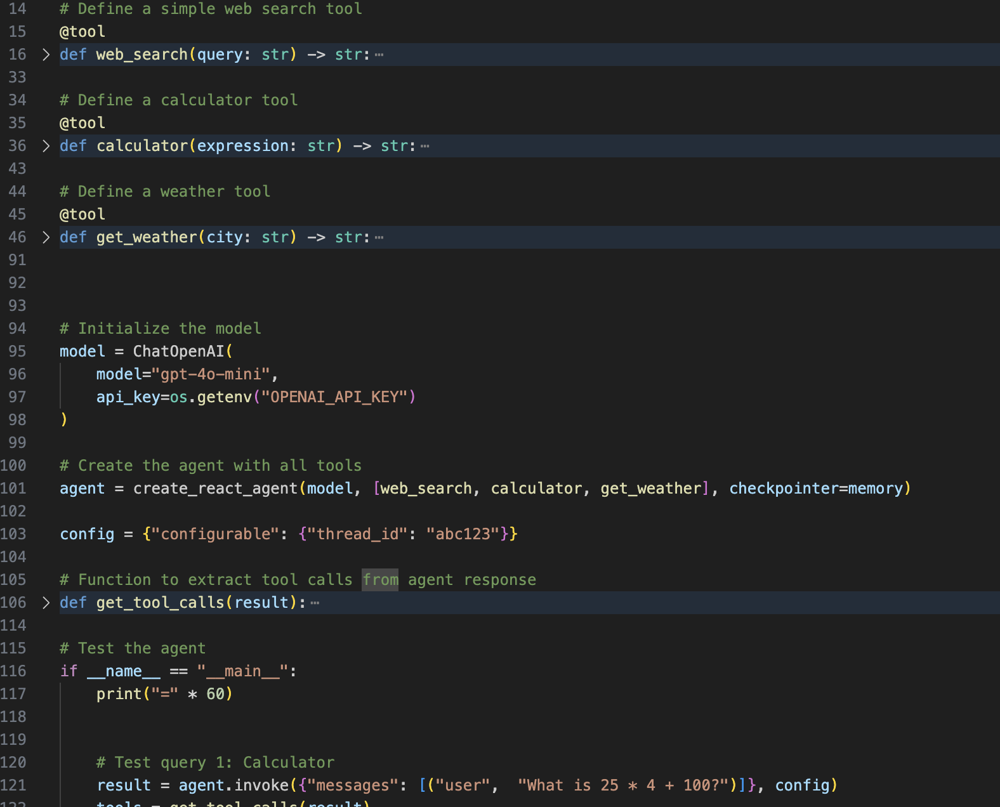 14 # Define a simple web search tool
15 @tool
16 > def web_search(query: str) -> str: ⋯
33
34 # Define a calculator tool
35 @tool
36 > def calculator(expression: str) -> str: ⋯
43
44 # Define a weather tool
45 @tool
46 > def get_weather(city: str) -> str: ⋯
91
92
93
94 # Initialize the model
95 model = ChatOpenAI(
96     model="gpt-4o-mini",
97     api_key=os.getenv("OPENAI_API_KEY")
98 )
99
100 # Create the agent with all tools
101 agent = create_react_agent(model, [web_search, calculator, get_weather], checkpointer=memory)
102
103 config = {"configurable": {"thread_id": "abc123"}}
104
105 # Function to extract tool calls from agent response
106 > def get_tool_calls(result): ⋯
114
115 # Test the agent
116 if __name__ == "__main__":
117     print("=" * 60)
118
119
120     # Test query 1: Calculator
121     result = agent.invoke({"messages": [("user",  "What is 25 * 4 + 100?")]}, config)
122     tools = get_tool_calls(result)